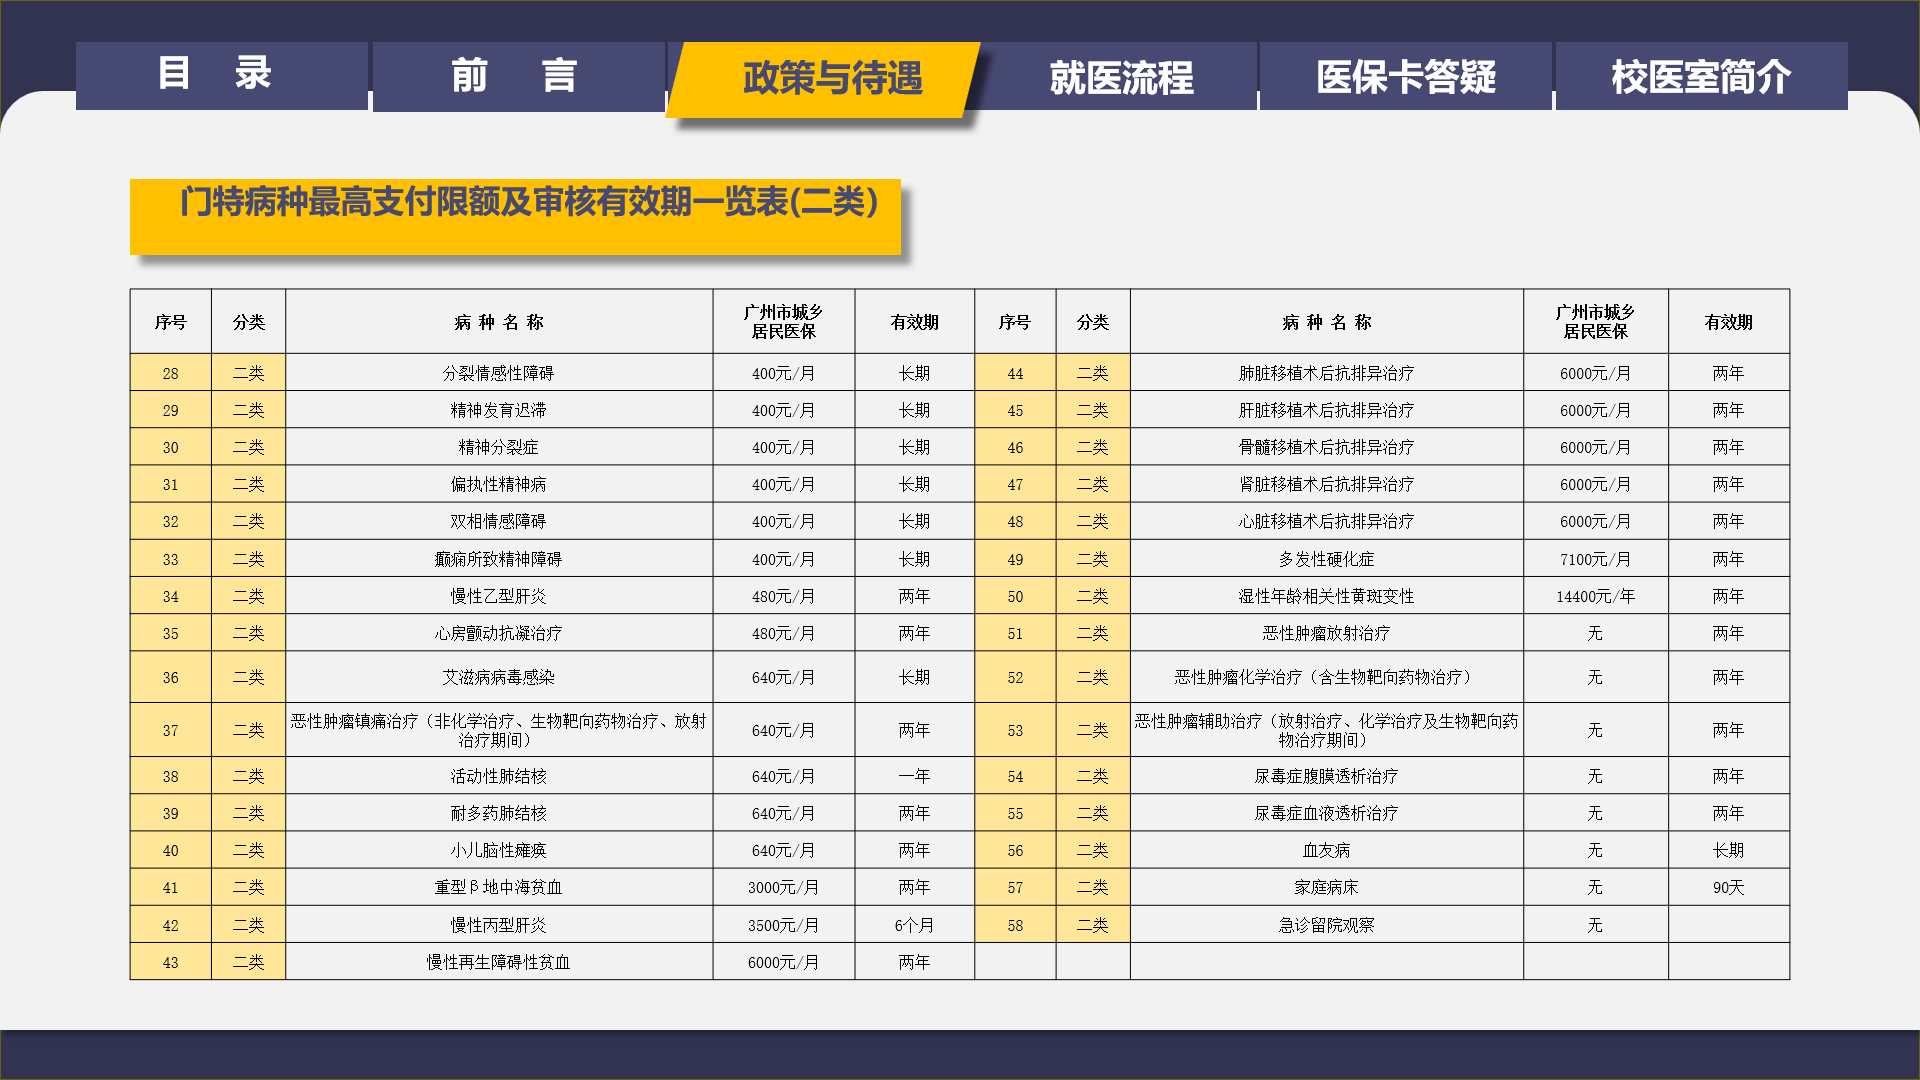 目 录
前 言
政策与待遇
就医流程
医保卡答疑
校医室简介
门特病种最高支付限额及审核有效期一览表(二类)
序号 分类 病 种 名 称 广州市城乡居民医保 有效期 序号 分类 病 种 名 称 广州市城乡居民医保 有效期
28 二类 分裂情感性障碍 400元/月 长期 44 二类 肺脏移植术后抗排异治疗 6000元/月 两年
29 二类 精神发育迟滞 400元/月 长期 45 二类 肝脏移植术后抗排异治疗 6000元/月 两年
30 二类 精神分裂症 400元/月 长期 46 二类 骨髓移植术后抗排异治疗 6000元/月 两年
31 二类 偏执性精神病 400元/月 长期 47 二类 肾脏移植术后抗排异治疗 6000元/月 两年
32 二类 双相情感障碍 400元/月 长期 48 二类 心脏移植术后抗排异治疗 6000元/月 两年
33 二类 癫痫所致精神障碍 400元/月 长期 49 二类 多发性硬化症 7100元/月 两年
34 二类 慢性乙型肝炎 480元/月 两年 50 二类 湿性年龄相关性黄斑变性 14400元/年 两年
35 二类 心房颤动抗凝治疗 480元/月 两年 51 二类 恶性肿瘤放射治疗 无 两年
36 二类 艾滋病病毒感染 640元/月 长期 52 二类 恶性肿瘤化学治疗（含生物靶向药物治疗） 无 两年
37 二类 恶性肿瘤镇痛治疗（非化学治疗、生物靶向药物治疗、放射治疗期间） 640元/月 两年 53 二类 恶性肿瘤辅助治疗（放射治疗、化学治疗及生物靶向药物治疗期间） 无 两年
38 二类 活动性肺结核 640元/月 一年 54 二类 尿毒症腹膜透析治疗 无 两年
39 二类 耐多药肺结核 640元/月 两年 55 二类 尿毒症血液透析治疗 无 两年
40 二类 小儿脑性瘫痪 640元/月 两年 56 二类 血友病 无 长期
41 二类 重型β地中海贫血 3000元/月 两年 57 二类 家庭病床 无 90天
42 二类 慢性丙型肝炎 3500元/月 6个月 58 二类 急诊留院观察 无
43 二类 慢性再生障碍性贫血 6000元/月 两年